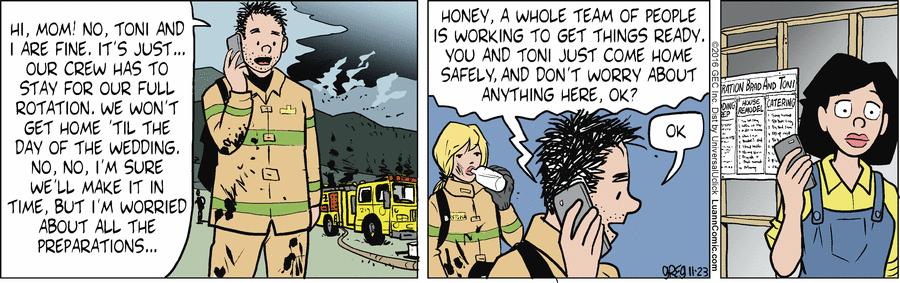 HI, MOM! NO, TONI AND
I ARE FINE. IT'S JUST...
OUR CREW HAS TO
STAY FOR OUR FULL
ROTATION. WE WON'T
GET HOME 'TIL THE
DAY OF THE WEDDING.
NO, NO, I'M SURE
WE'LL MAKE IT IN
TIME, BUT I'M WORRIED
ABOUT ALL THE
PREPARATIONS...
HONEY, A WHOLE TEAM OF PEOPLE
IS WORKING TO GET THINGS READY.
YOU AND TONI JUST COME HOME
SAFELY, AND DON'T WORRY ABOUT
ANYTHING HERE, OK?
OK
GREG 11·23
©2016 GEC Inc. Dist by Universal Uclick LuannComic.com
RATION BRAD AND TONI
HOUSE
REMODEL
CATERING